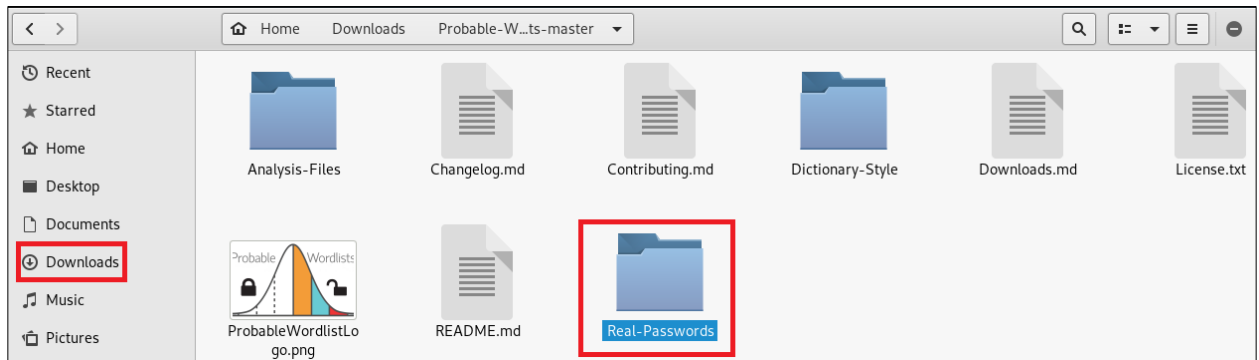 Home Downloads Probable-W...ts-master
Recent
Starred
Home
Desktop
Documents
Downloads
Music
Pictures
Analysis-Files Changelog.md Contributing.md Dictionary-Style Downloads.md License.txt
Probable Wordlists
ProbableWordlistLo
go.png
README.md Real-Passwords